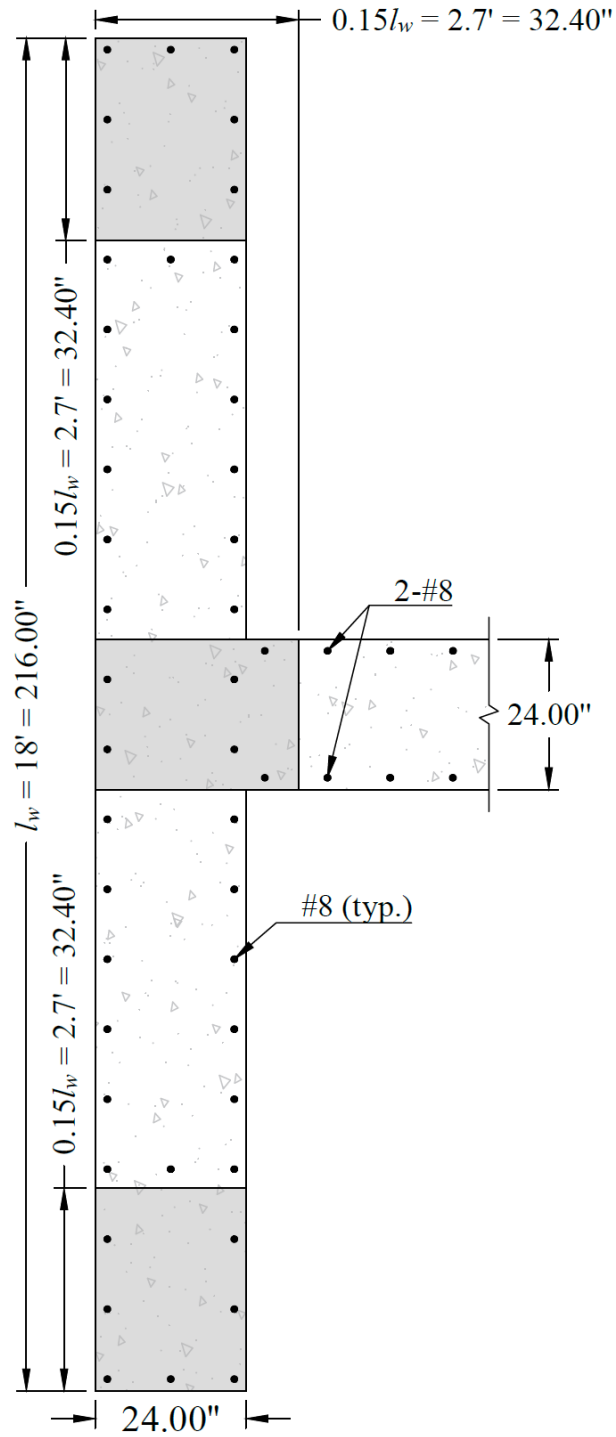 0.15lw = 2.7' = 32.40"
0.15lw = 2.7' = 32.40"
2-#8
lw = 18' = 216.00"
24.00"
#8 (typ.)
0.15lw = 2.7' = 32.40"
24.00"